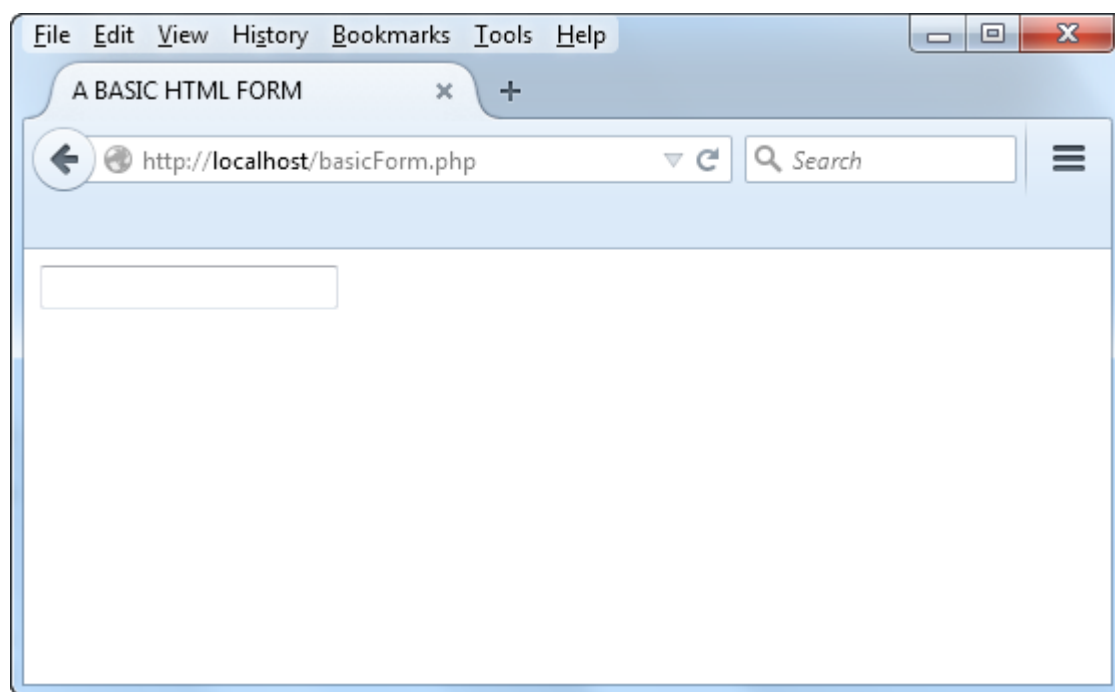 File Edit View History Bookmarks Tools Help
A BASIC HTML FORM
http://localhost/basicForm.php
Search